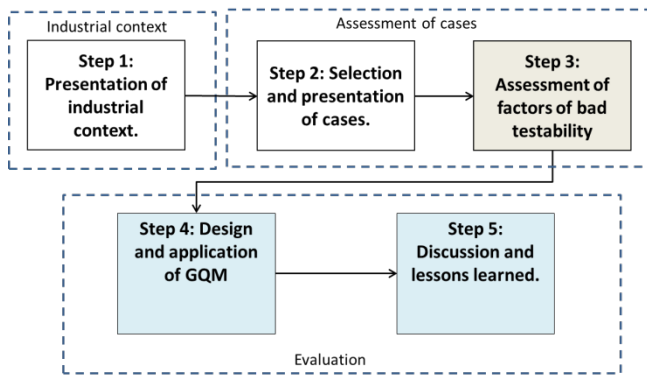 Industrial context
Assessment of cases
Step 1:
Presentation of
industrial
context.
Step 2: Selection
and presentation
of cases.
Step 3:
Assessment of
factors of bad
testability
Step 4: Design
and application
of GQM
Step 5:
Discussion and
lessons learned.
Evaluation